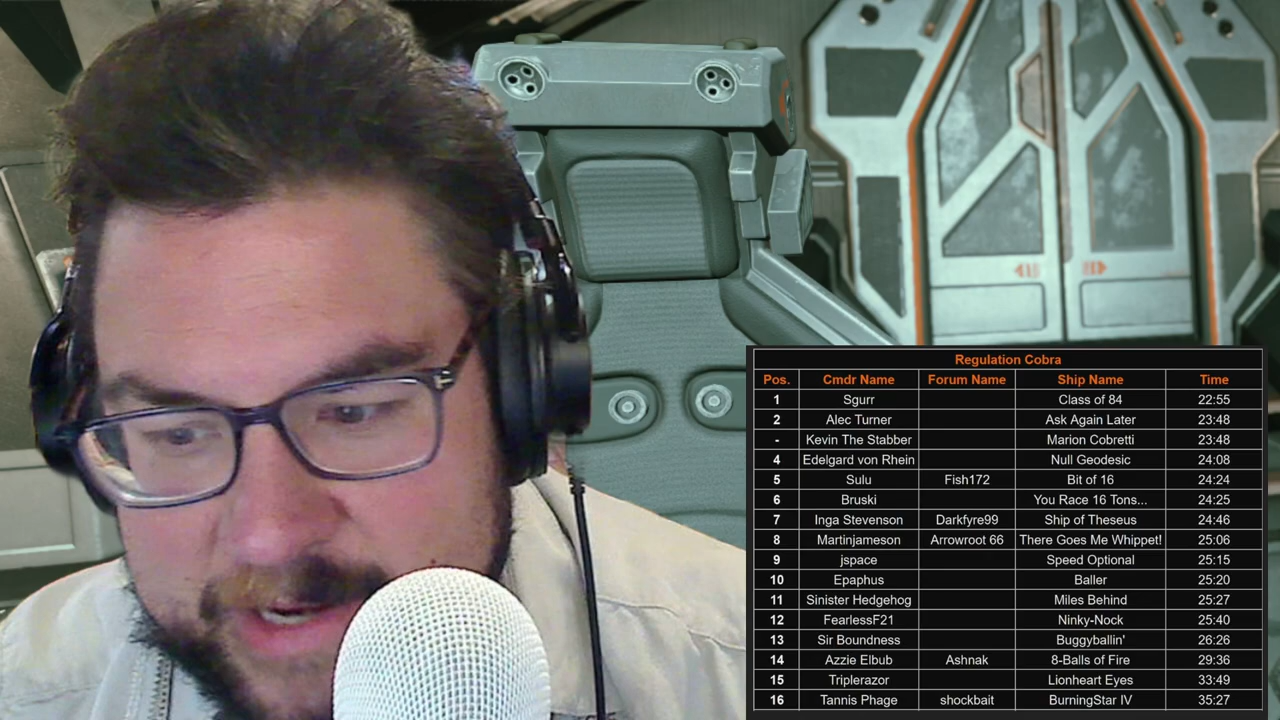 Regulation Cobra
Pos. Cmdr Name Forum Name Ship Name Time
1 Sgurr Class of 84 22:55
2 Alec Turner Ask Again Later 23:48
- Kevin The Stabber Marion Cobretti 23:48
4 Edelgard von Rhein Null Geodesic 24:08
5 Sulu Fish172 Bit of 16 24:24
6 Bruski You Race 16 Tons... 24:25
7 Inga Stevenson Darkfyre99 Ship of Theseus 24:46
8 Martinjameson Arrowroot 66 There Goes Me Whippet! 25:06
9 jspace Speed Optional 25:15
10 Epaphus Baller 25:20
11 Sinister Hedgehog Miles Behind 25:27
12 FearlessF21 Ninky-Nock 25:40
13 Sir Boundness Buggyballin' 26:26
14 Azzie Elbub Ashnak 8-Balls of Fire 29:36
15 Triplerazor Lionheart Eyes 33:49
16 Tannis Phage shockbait BurningStar IV 35:27